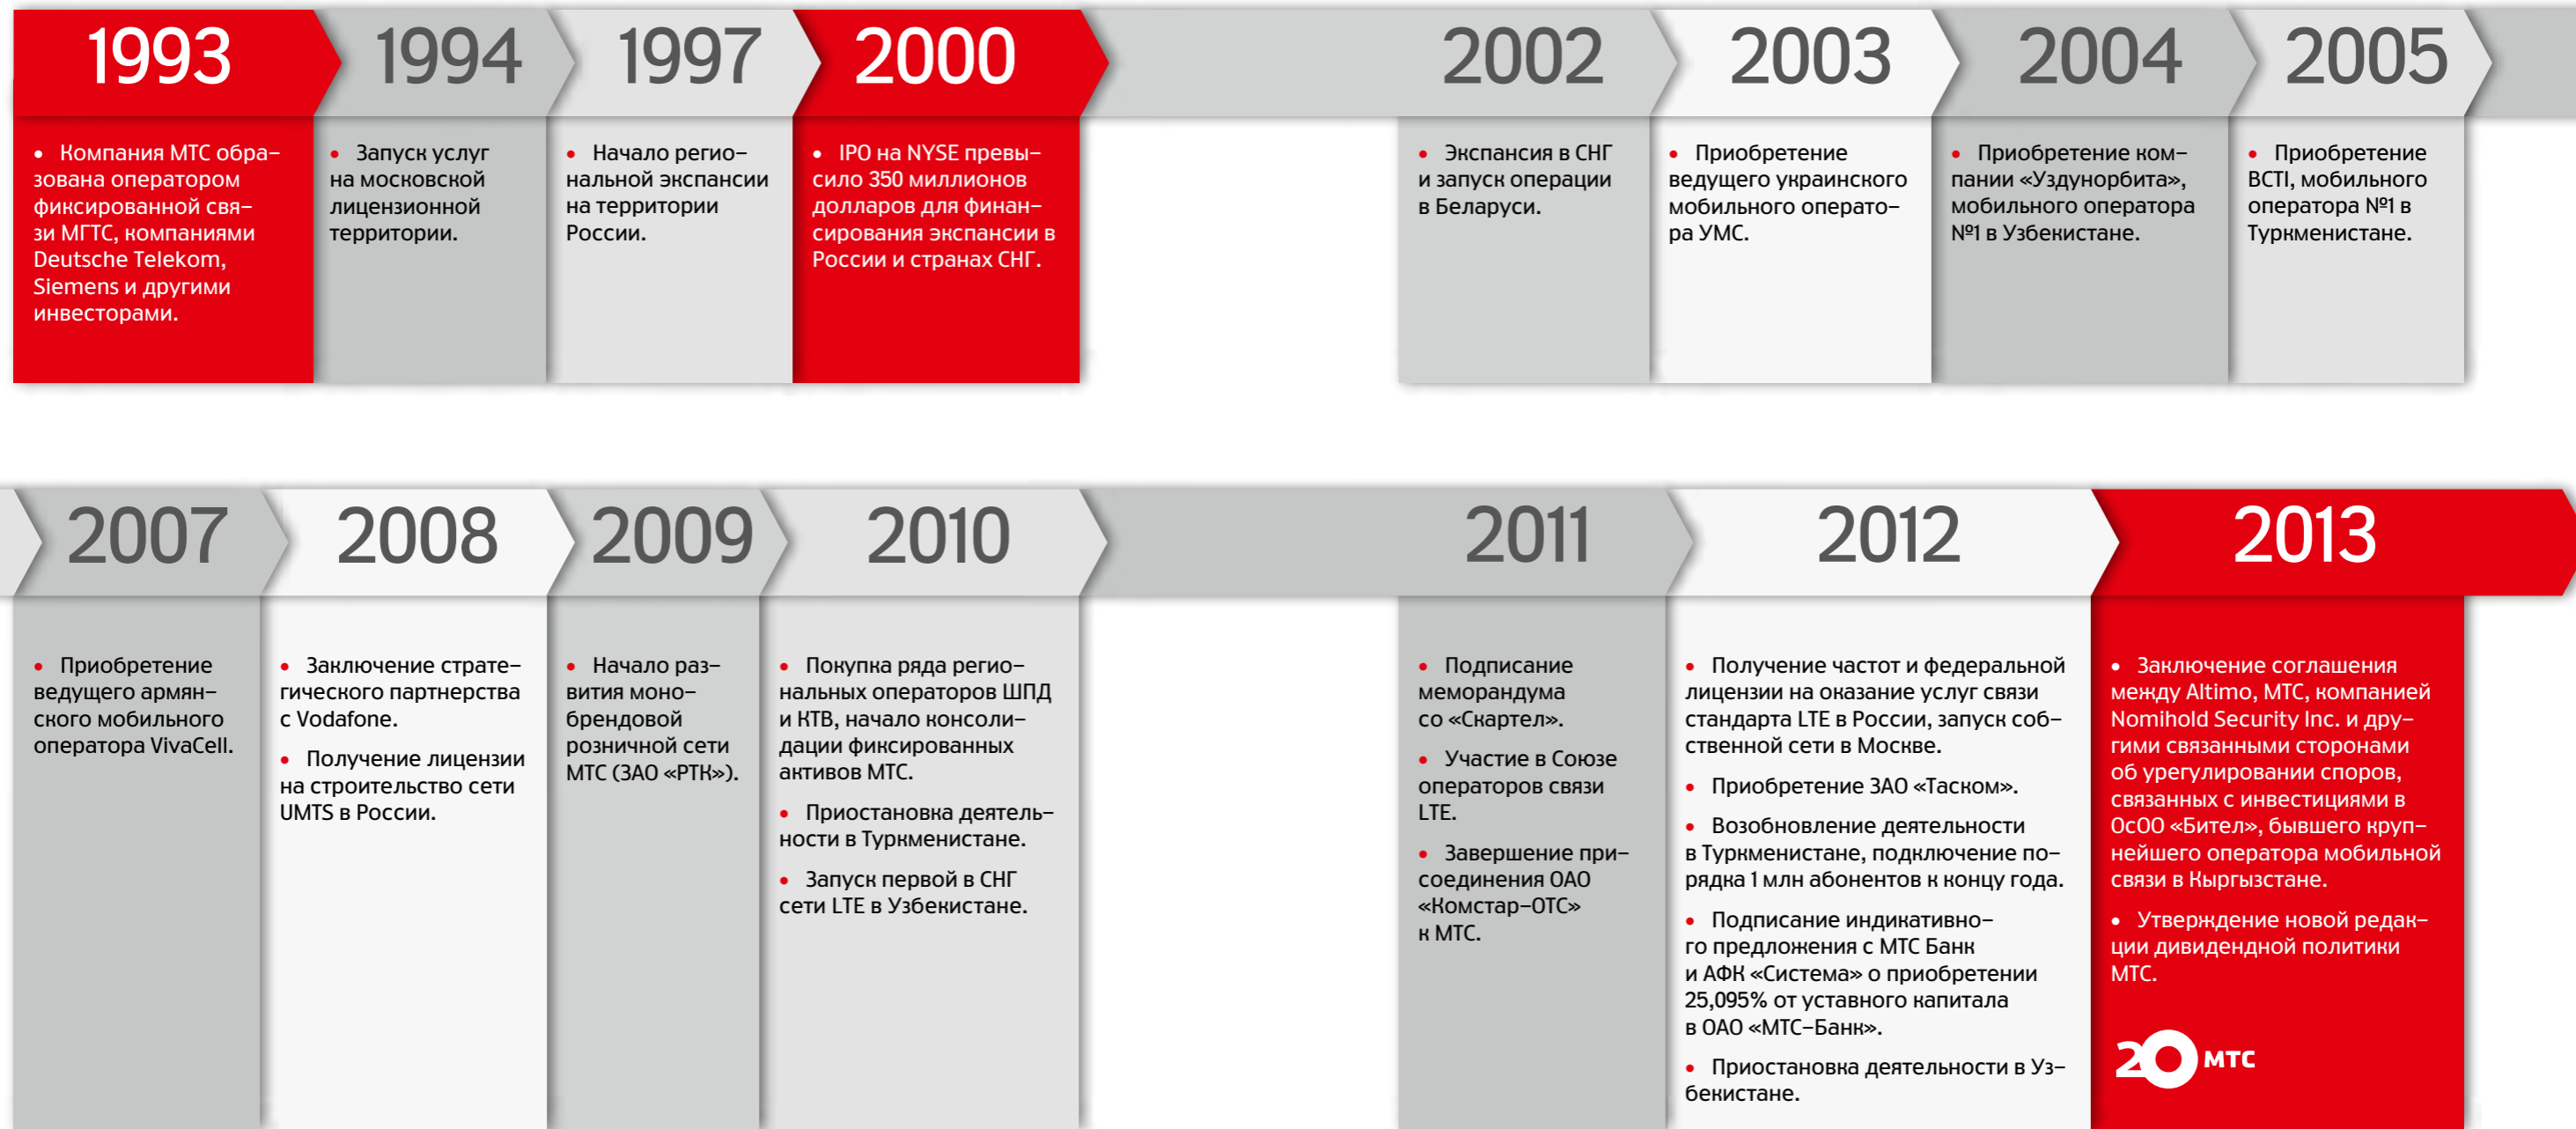 1993
• Компания МТС обра–
зована оператором
фиксированной свя–
зи МГТС, компаниями
Deutsche Telekom,
Siemens и другими
инвесторами.
1994
• Запуск услуг
на московской
лицензионной
территории.
1997
• Начало регио–
нальной экспансии
на территории
России.
2000
• IPO на NYSE превы–
сило 350 миллионов
долларов для финан–
сирования экспансии в
России и странах СНГ.
2002
• Экспансия в СНГ
и запуск операции
в Беларуси.
2003
• Приобретение
ведущего украинского
мобильного операто–
ра УМС.
2004
• Приобретение ком–
пании «Уздунорбита»,
мобильного оператора
№1 в Узбекистане.
2005
• Приобретение
BCTI, мобильного
оператора №1 в
Туркменистане.
2007
• Приобретение
ведущего армян–
ского мобильного
оператора VivaCell.
2008
• Заключение страте–
гического партнерства
с Vodafone.
• Получение лицензии
на строительство сети
UMTS в России.
2009
• Начало раз–
вития моно–
брендовой
розничной сети
МТС (ЗАО «РТК»).
2010
• Покупка ряда регио–
нальных операторов ШПД
и КТВ, начало консоли–
дации фиксированных
активов МТС.
• Приостановка деятель–
ности в Туркменистане.
• Запуск первой в СНГ
сети LTE в Узбекистане.
2011
• Подписание
меморандума
со «Скартел».
• Участие в Союзе
операторов связи
LTE.
• Завершение при–
соединения ОАО
«Комстар–ОТС»
к МТС.
2012
• Получение частот и федеральной
лицензии на оказание услуг связи
стандарта LTE в России, запуск соб–
ственной сети в Москве.
• Приобретение ЗАО «Таском».
• Возобновление деятельности
в Туркменистане, подключение по–
рядка 1 млн абонентов к концу года.
• Подписание индикативно–
го предложения с МТС Банк
и АФК «Система» о приобретении
25,095% от уставного капитала
в ОАО «МТС–Банк».
• Приостановка деятельности в Уз–
бекистане.
2013
• Заключение соглашения
между Altimo, МТС, компанией
Nomihold Security Inc. и дру–
гими связанными сторонами
об урегулировании споров,
связанных с инвестициями в
ОсОО «Бител», бывшего круп–
нейшего оператора мобильной
связи в Кыргызстане.
• Утверждение новой редак–
ции дивидендной политики
МТС.
20 МТС